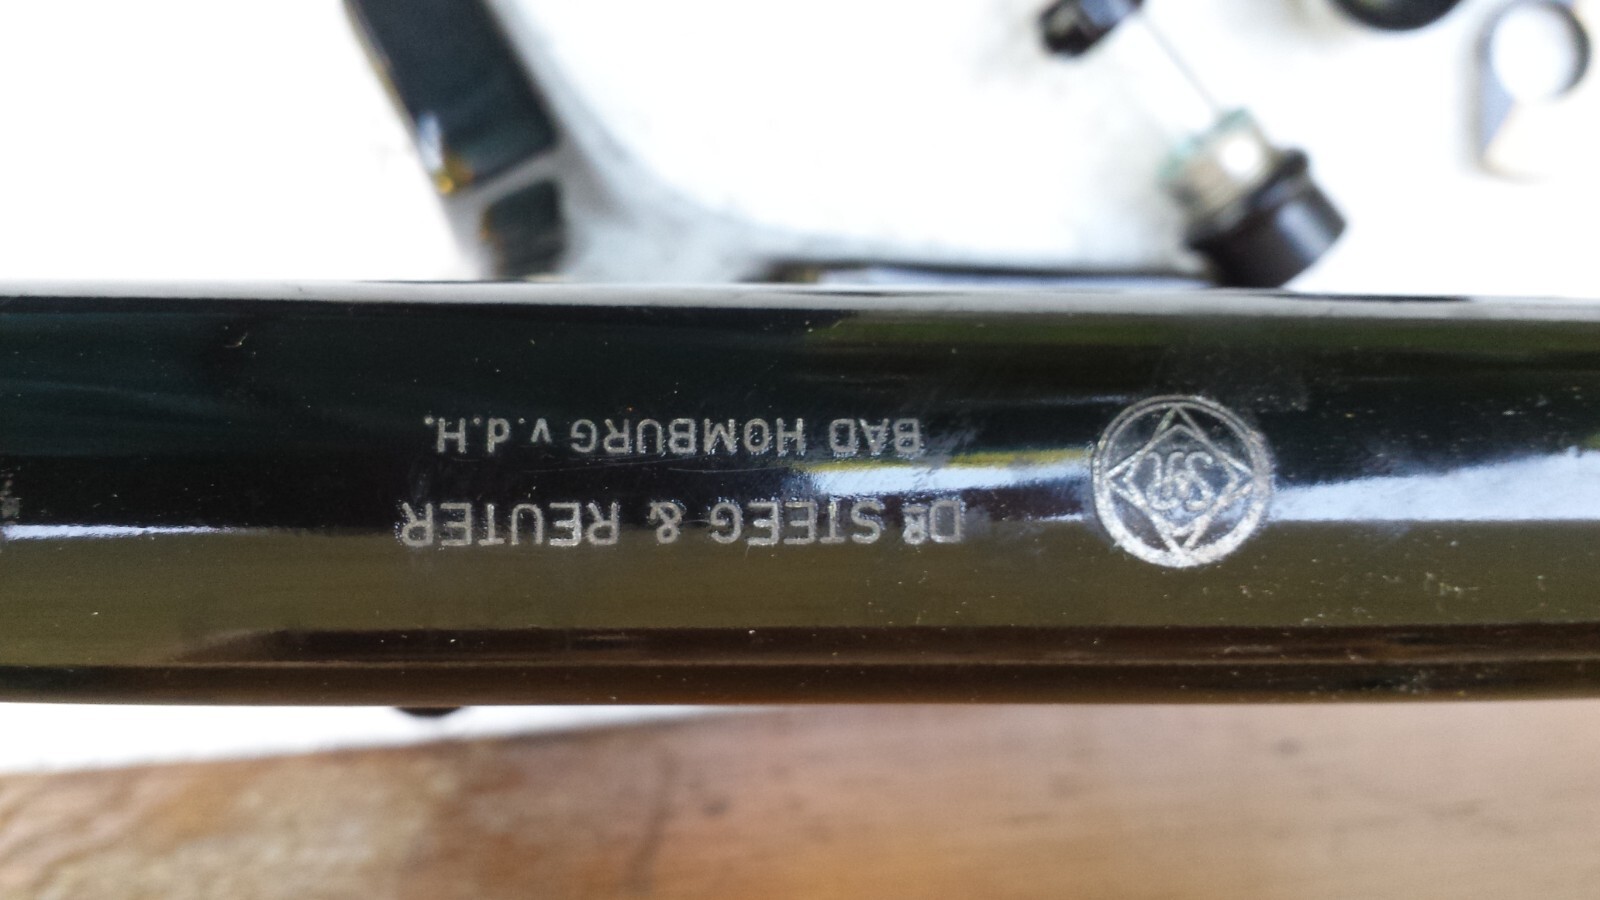 DR STEEG & REUTER
BAD HOMBURG v.d.H.
S&R